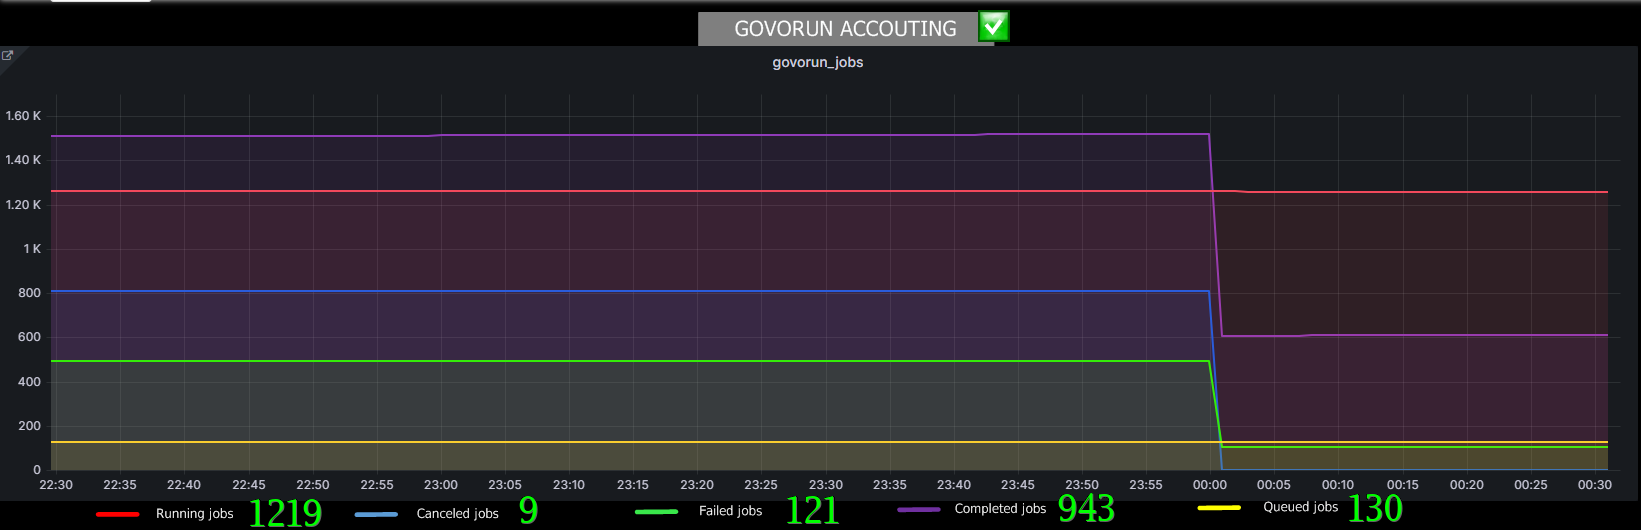 GOVORUN ACCOUTING
govorun_jobs
1.60 K
1.40 K
1.20 K
1 K
800
600
400
200
0
22:30 22:35 22:40 22:45 22:50 22:55 23:00 23:05 23:10 23:15 23:20 23:25 23:30 23:35 23:40 23:45 23:50 23:55 00:00 00:05 00:10 00:15 00:20 00:25 00:30
Running jobs 1219 Canceled jobs 9 Failed jobs 121 Completed jobs 943 Queued jobs 130